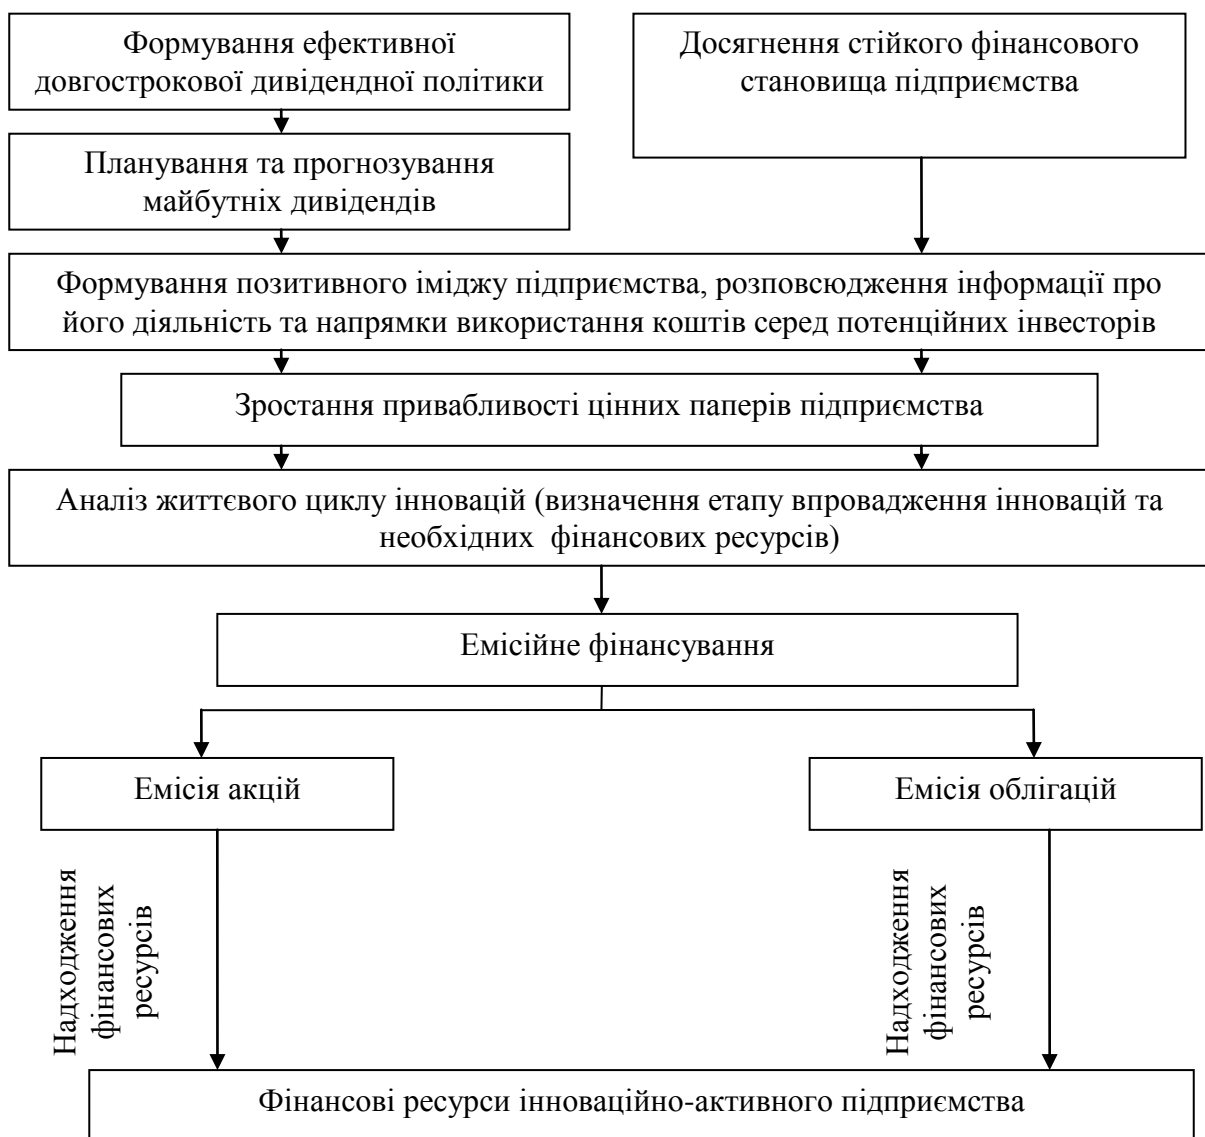 Формування ефективної
довгострокової дивідендної політики
Досягнення стійкого фінансового
становища підприємства
Планування та прогнозування
майбутніх дивідендів
Формування позитивного іміджу підприємства, розповсюдження інформації про
його діяльність та напрямки використання коштів серед потенційних інвесторів
Зростання привабливості цінних паперів підприємства
Аналіз життєвого циклу інновацій (визначення етапу впровадження інновацій та
необхідних фінансових ресурсів)
Емісійне фінансування
Емісія акцій
Емісія облігацій
Надходження
фінансових
ресурсів
Надходження
фінансових
ресурсів
Фінансові ресурси інноваційно-активного підприємства